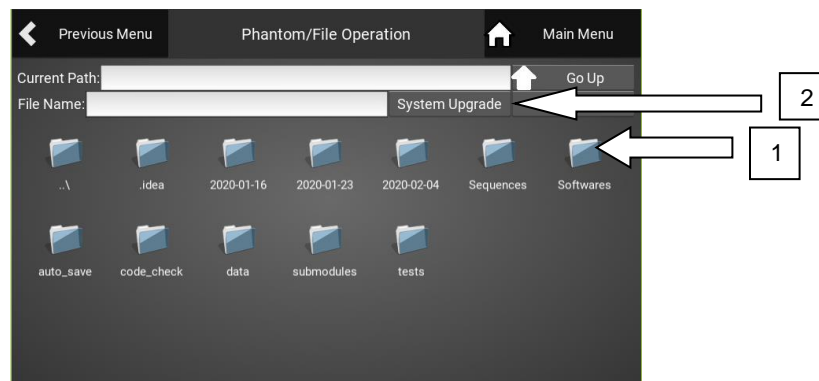 Previous Menu Phantom/File Operation Main Menu
Current Path: Go Up
File Name: System Upgrade
2
1
..\ .idea 2020-01-16 2020-01-23 2020-02-04 Sequences Softwares
auto_save code_check data submodules tests